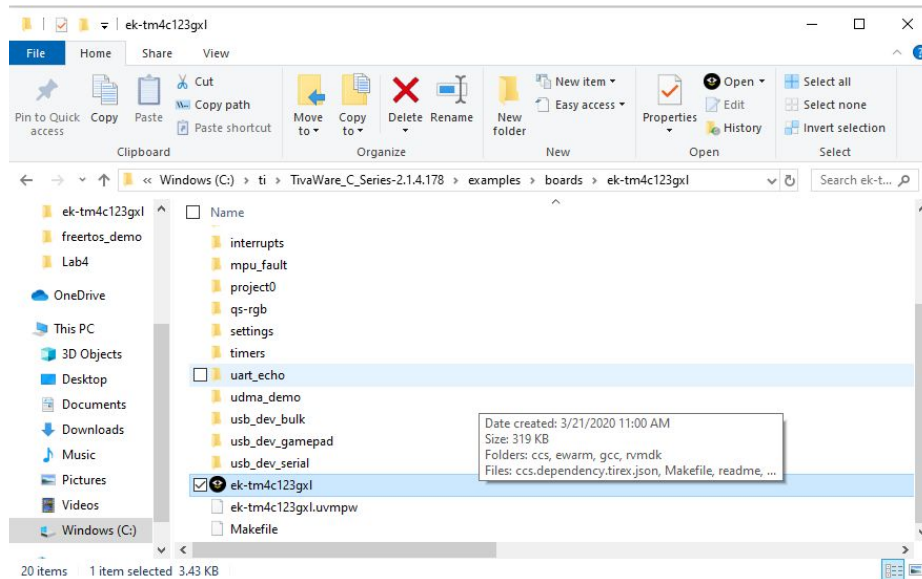 ek-tm4c123gxl
File Home Share View
Pin to Quick access
Copy
Paste
Cut
Copy path
Paste shortcut
Clipboard
Move to
Copy to
Delete
Rename
Organize
New folder
New item
Easy access
New
Properties
Open
Edit
History
Open
Select all
Select none
Invert selection
Select
« Windows (C:) › ti › TivaWare_C_Series-2.1.4.178 › examples › boards › ek-tm4c123gxl
Search ek-t...
ek-tm4c123gxl
freertos_demo
Lab4
OneDrive
This PC
3D Objects
Desktop
Documents
Downloads
Music
Pictures
Videos
Windows (C:)
Name
interrupts
mpu_fault
project0
qs-rgb
settings
timers
uart_echo
udma_demo
usb_dev_bulk
usb_dev_gamepad
usb_dev_serial
ek-tm4c123gxl
ek-tm4c123gxl.uvmpw
Makefile
Date created: 3/21/2020 11:00 AM
Size: 319 KB
Folders: ccs, ewarm, gcc, rvmdk
Files: ccs.dependency.tirex.json, Makefile, readme, ...
20 items 1 item selected 3.43 KB